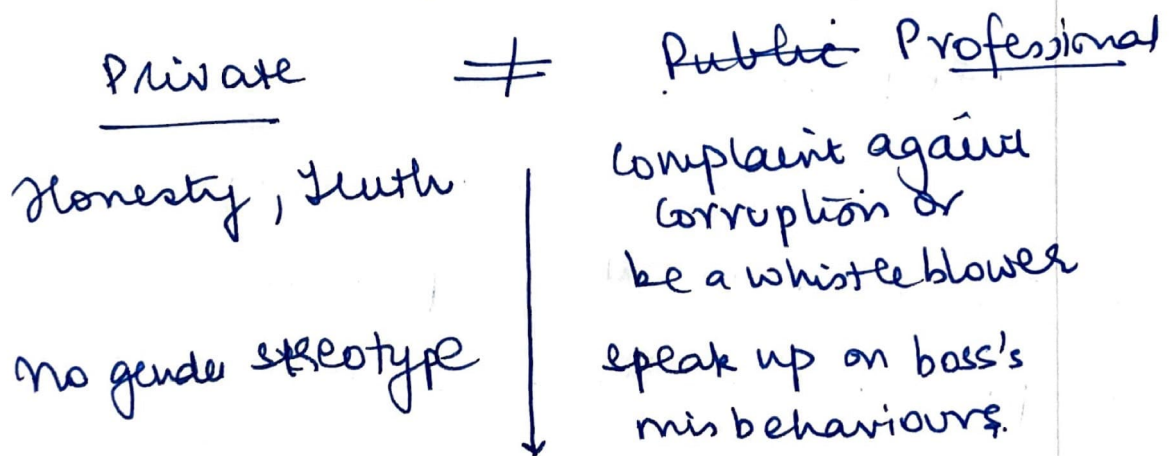 Private ≠ Public Professional
Honesty, Truth
complaint against
corruption or
be a whistleblower
no gender stereotype
speak up on boss's
misbehaviours.